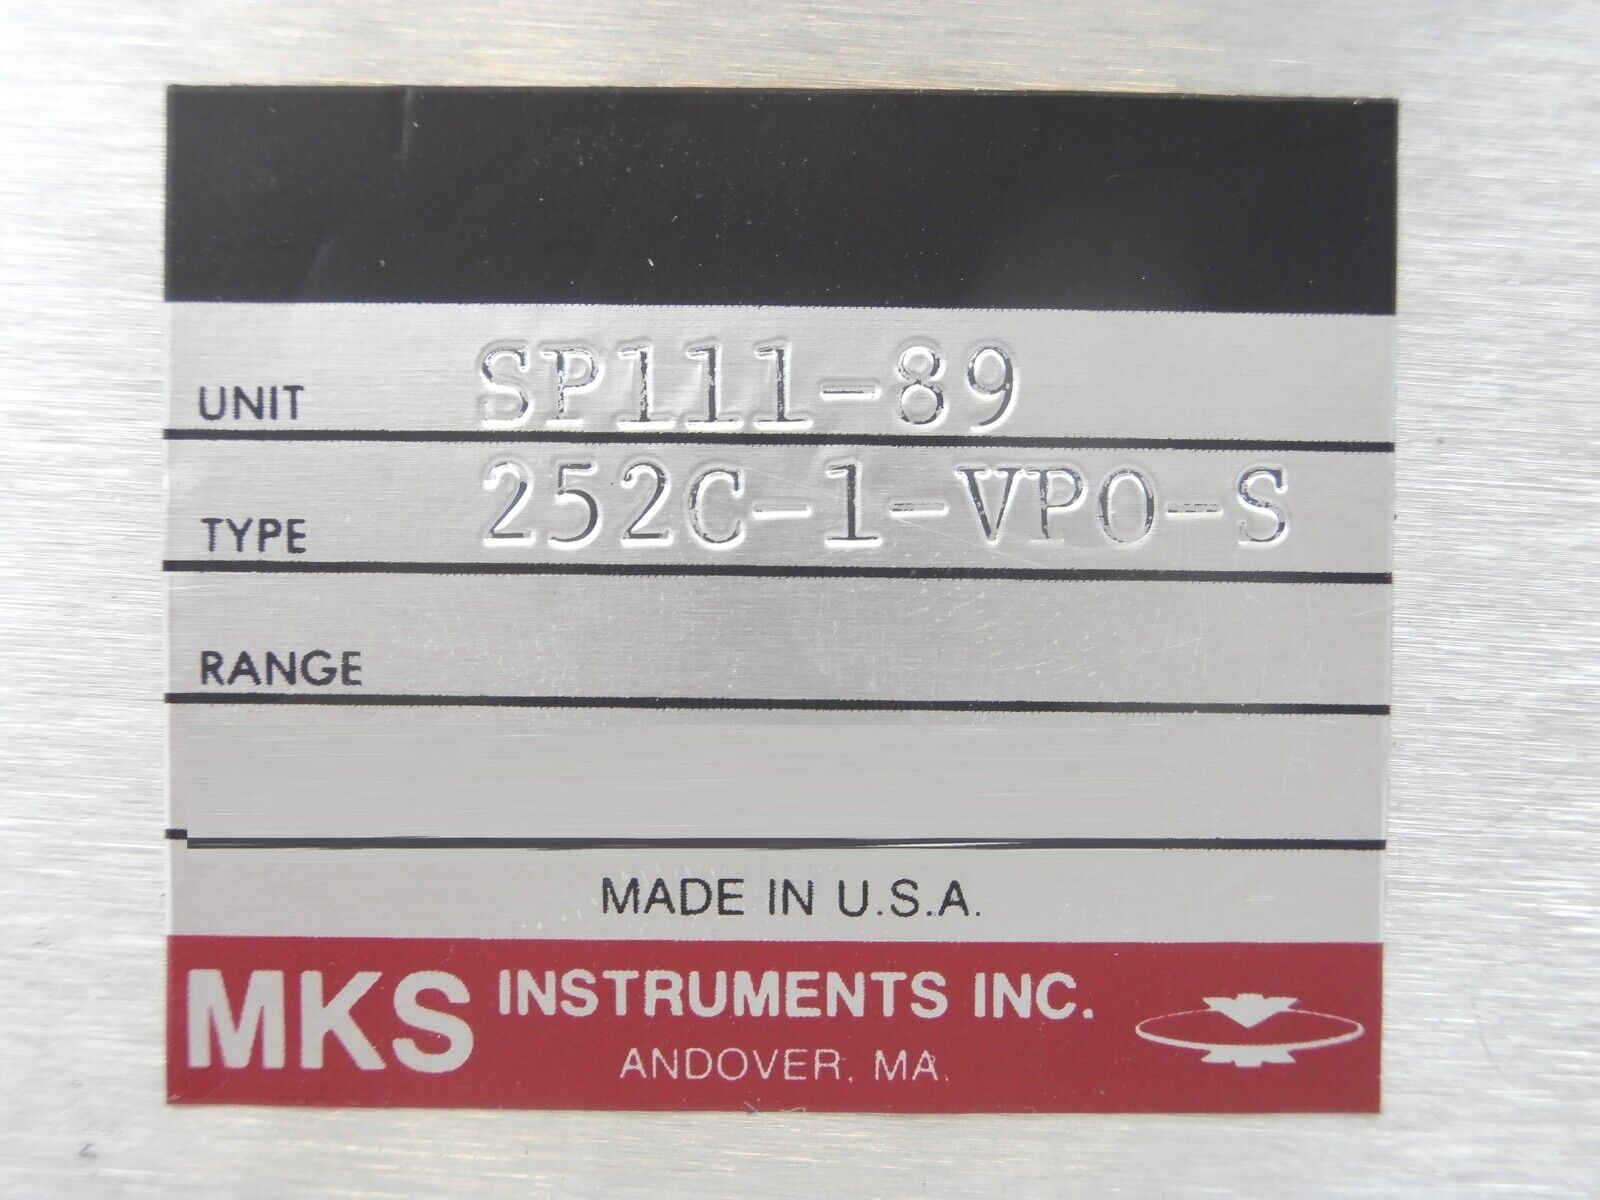 UNIT SP111-89
TYPE 252C-1-VPO-S
RANGE
MADE IN U.S.A.
MKS INSTRUMENTS INC.
ANDOVER, MA.